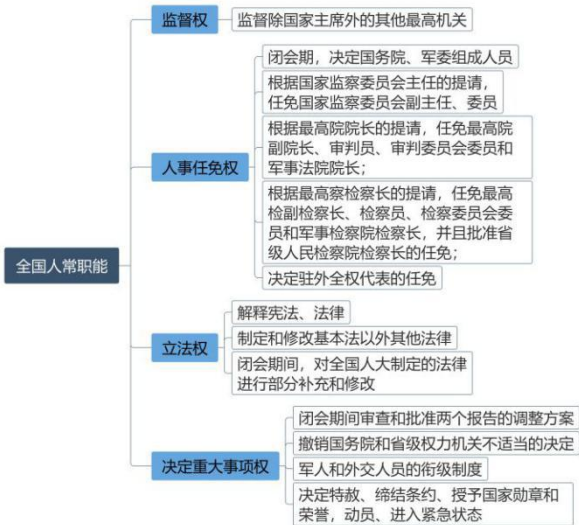 全国人常职能
监督权
监督除国家主席外的其他最高机关
人事任免权
闭会期，决定国务院、军委组成人员
根据国家监察委员会主任的提请，
任免国家监察委员会副主任、委员
根据最高院院长的提请，任免最高院
副院长、审判员、审判委员会委员和
军事法院院长；
根据最高察检察长的提请，任免最高
检副检察长、检察员、检察委员会委
员和军事检察院检察长，并且批准省
级人民检察院检察长的任免；
决定驻外全权代表的任免
立法权
解释宪法、法律
制定和修改基本法以外其他法律
闭会期间，对全国人大制定的法律
进行部分补充和修改
决定重大事项权
闭会期间审查和批准两个报告的调整方案
撤销国务院和省级权力机关不适当的决定
军人和外交人员的衔级制度
决定特赦、缔结条约、授予国家勋章和
荣誉，动员、进入紧急状态